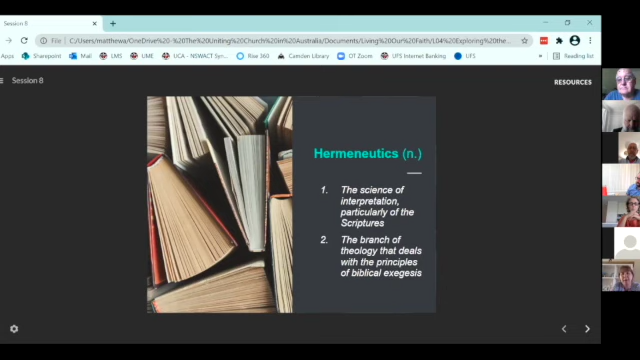 Session 8
File
C:/Users/matthewa/OneDrive%20-%20The%20Uniting%20Church%20in%20Australia/Documents/Living%20Our%20Faith/L04%20Exploring%20the...
Apps
Sharepoint
Mail
LMS
UME
UCA - NSWACT Syn...
Rise 360
Camden Library
OT Zoom
UFS Internet Banking
UFS
Reading list
Session 8
RESOURCES
Hermeneutics (n.)
1. The science of
interpretation,
particularly of the
Scriptures
2. The branch of
theology that deals
with the principles
of biblical exegesis